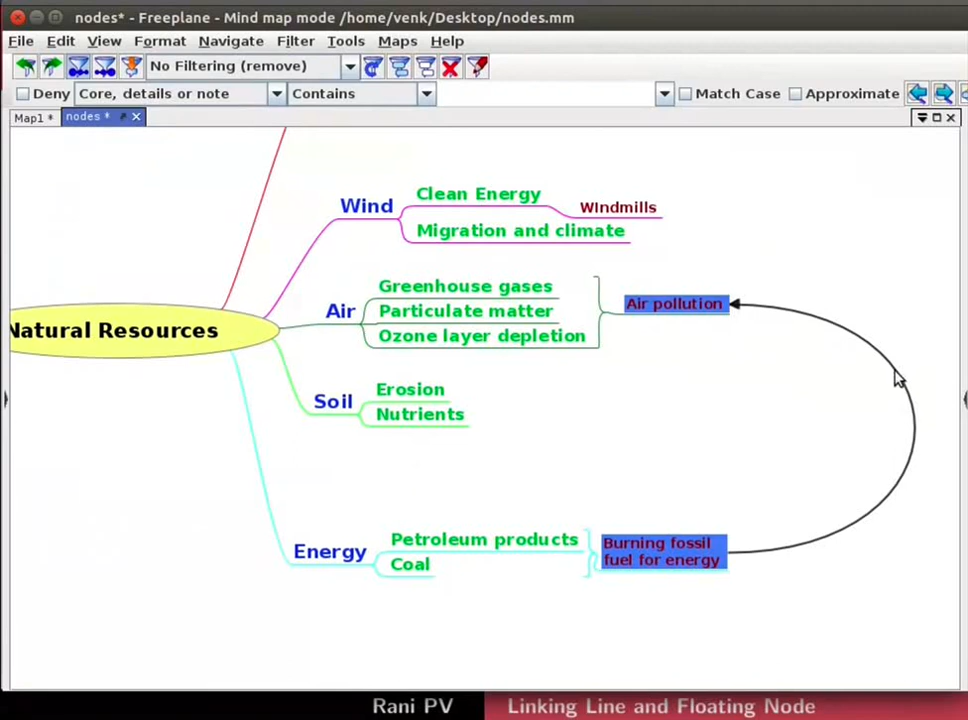 nodes* - Freeplane - Mind map mode /home/venk/Desktop/nodes.mm
File Edit View Format Navigate Filter Tools Maps Help
No Filtering (remove)
Deny Core, details or note Contains Match Case Approximate
Map1 * nodes *
Clean Energy
Wind
WIndmills
Migration and climate
Greenhouse gases
Air pollution
Air Particulate matter
Natural Resources
Ozone layer depletion
Erosion
Soil
Nutrients
Petroleum products
Burning fossil
fuel for energy
Energy
Coal
Rani PV Linking Line and Floating Node